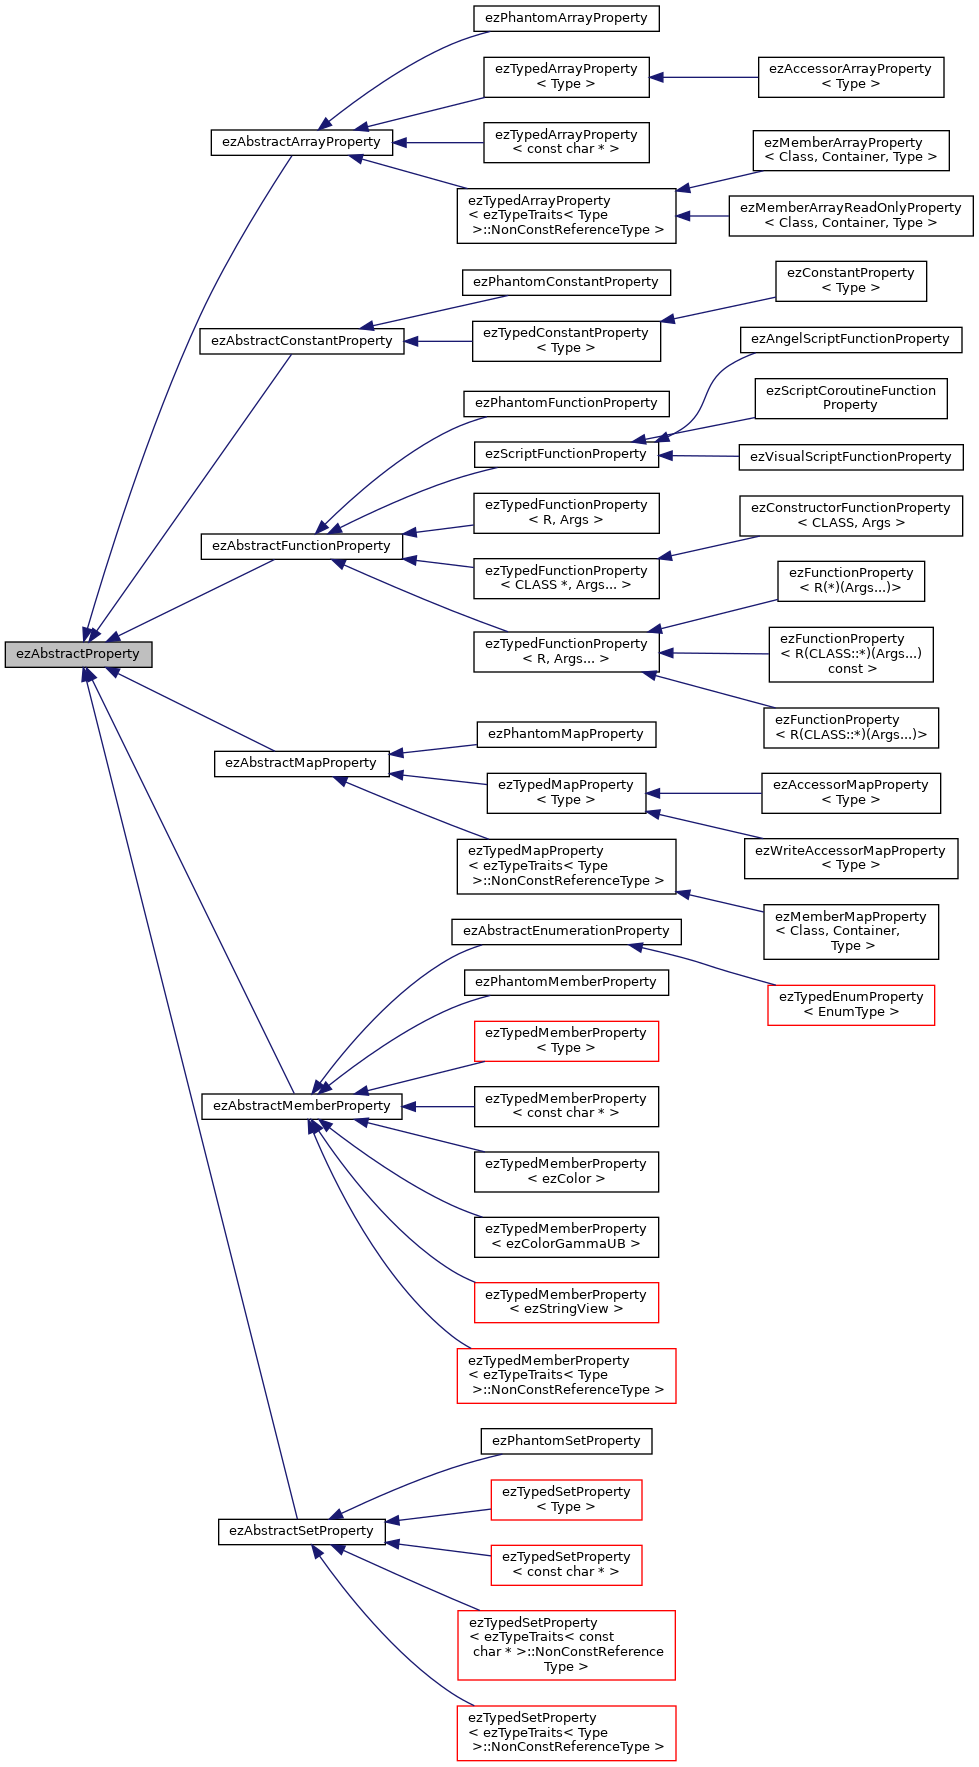 ezPhantomArrayProperty
ezTypedArrayProperty
< Type >
ezAccessorArrayProperty
< Type >
ezAbstractArrayProperty
ezTypedArrayProperty
< const char * >
ezMemberArrayProperty
< Class, Container, Type >
ezTypedArrayProperty
< ezTypeTraits< Type
>::NonConstReferenceType >
ezMemberArrayReadOnlyProperty
< Class, Container, Type >
ezPhantomConstantProperty
ezConstantProperty
< Type >
ezAbstractConstantProperty
ezTypedConstantProperty
< Type >
ezAngelScriptFunctionProperty
ezPhantomFunctionProperty
ezScriptCoroutineFunction
Property
ezScriptFunctionProperty
ezVisualScriptFunctionProperty
ezTypedFunctionProperty
< R, Args >
ezConstructorFunctionProperty
< CLASS, Args >
ezAbstractFunctionProperty
ezTypedFunctionProperty
< CLASS *, Args... >
ezFunctionProperty
< R(*)(Args...)>
ezAbstractProperty
ezTypedFunctionProperty
< R, Args... >
ezFunctionProperty
< R(CLASS::*)(Args...)
const >
ezFunctionProperty
< R(CLASS::*)(Args...)>
ezPhantomMapProperty
ezAbstractMapProperty
ezTypedMapProperty
< Type >
ezAccessorMapProperty
< Type >
ezTypedMapProperty
< ezTypeTraits< Type
>::NonConstReferenceType >
ezWriteAccessorMapProperty
< Type >
ezMemberMapProperty
< Class, Container,
Type >
ezAbstractEnumerationProperty
ezPhantomMemberProperty
ezTypedEnumProperty
< EnumType >
ezTypedMemberProperty
< Type >
ezAbstractMemberProperty
ezTypedMemberProperty
< const char * >
ezTypedMemberProperty
< ezColor >
ezTypedMemberProperty
< ezColorGammaUB >
ezTypedMemberProperty
< ezStringView >
ezTypedMemberProperty
< ezTypeTraits< Type
>::NonConstReferenceType >
ezPhantomSetProperty
ezTypedSetProperty
< Type >
ezAbstractSetProperty
ezTypedSetProperty
< const char * >
ezTypedSetProperty
< ezTypeTraits< const
char * >::NonConstReference
Type >
ezTypedSetProperty
< ezTypeTraits< Type
>::NonConstReferenceType >